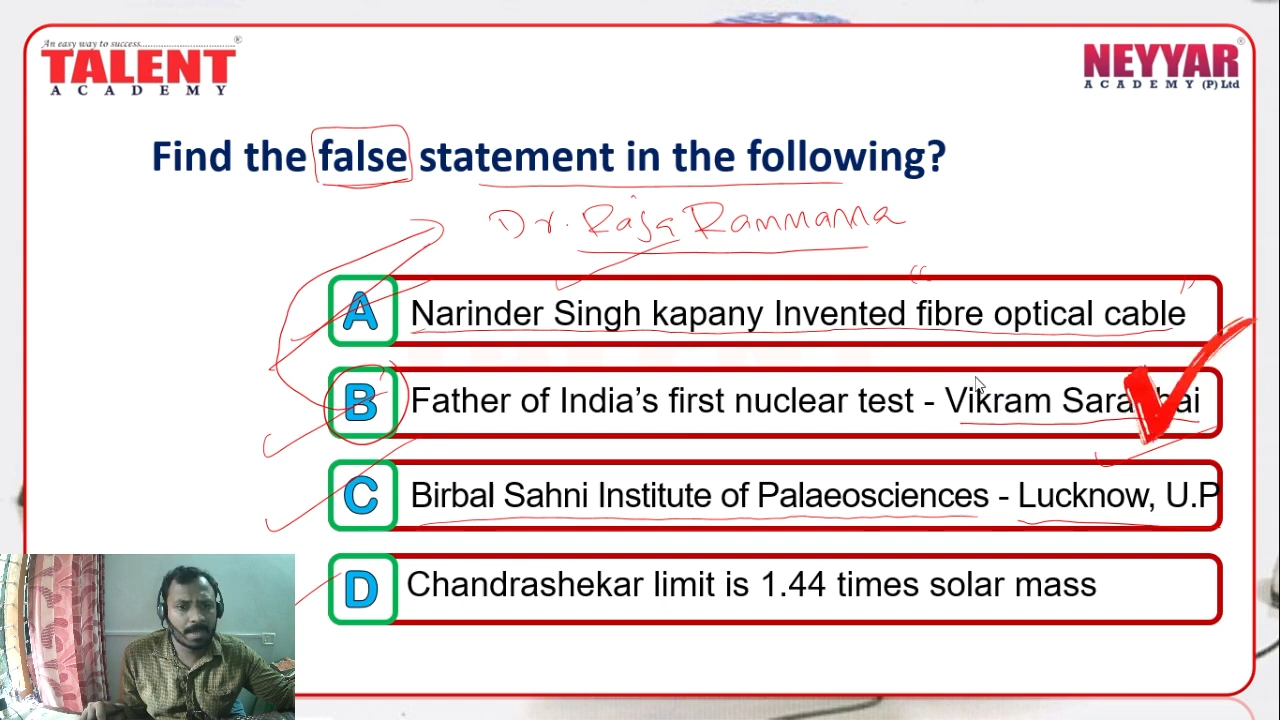 An easy way to success
TALENT
ACADEMY
NEYYAR
ACADEMY (P) Ltd
Find the false statement in the following?
Dr. Raja Rammanna
A Narinder Singh kapany Invented "fibre optical cable"
B Father of India's first nuclear test - Vikram Sarabhai
C Birbal Sahni Institute of Palaeosciences - Lucknow, U.P
D Chandrashekar limit is 1.44 times solar mass